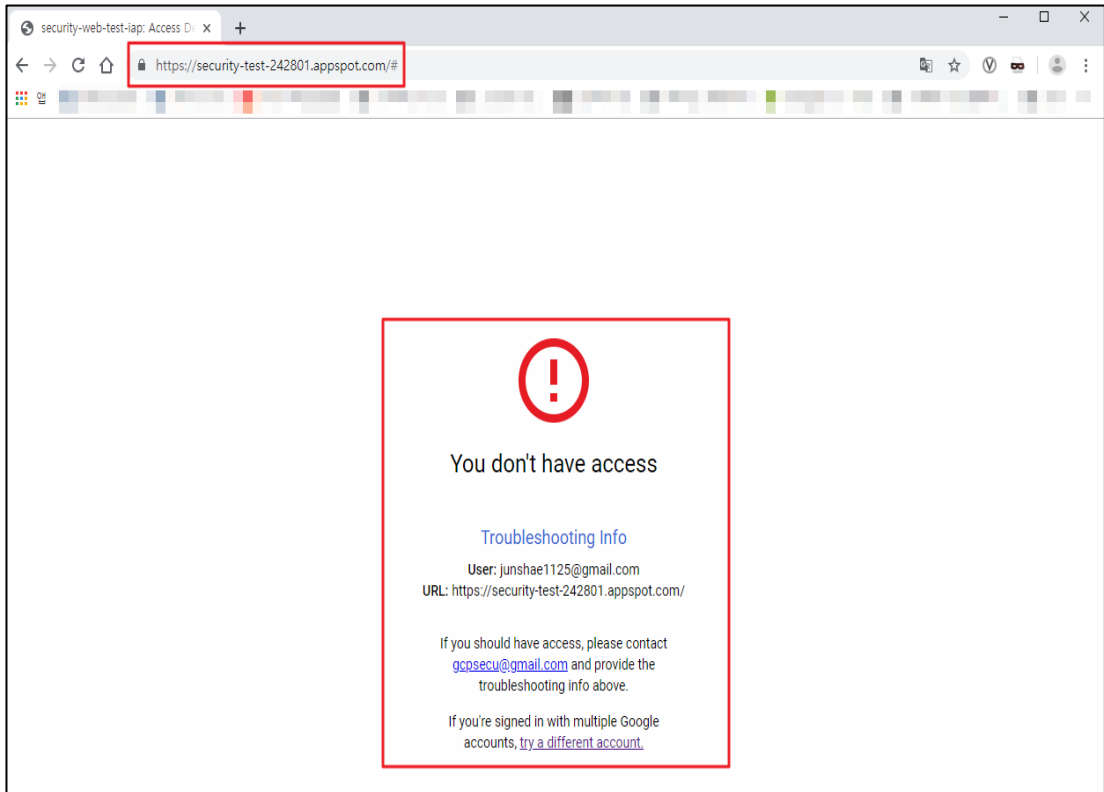 security-web-test-iap: Access D
https://security-test-242801.appspot.com/#
앱
You don't have access
Troubleshooting Info
User: junshae1125@gmail.com
URL: https://security-test-242801.appspot.com/
If you should have access, please contact
gcpsecu@gmail.com and provide the
troubleshooting info above.
If you're signed in with multiple Google
accounts, try a different account.